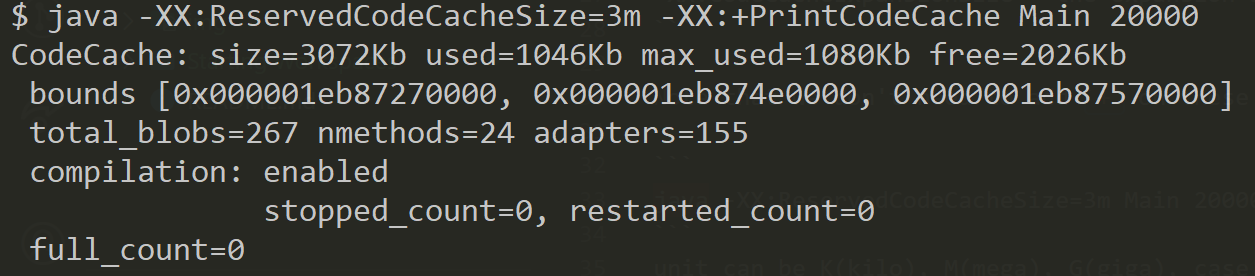 $ java -XX:ReservedCodeCacheSize=3m -XX:+PrintCodeCache Main 20000
CodeCache: size=3072Kb used=1046Kb max_used=1080Kb free=2026Kb
 bounds [0x000001eb87270000, 0x000001eb874e0000, 0x000001eb87570000]
 total_blobs=267 nmethods=24 adapters=155
 compilation: enabled
              stopped_count=0, restarted_count=0
 full_count=0